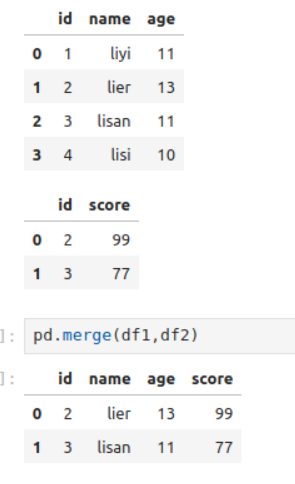 id name age
0 1 liyi 11
1 2 lier 13
2 3 lisan 11
3 4 lisi 10
id score
0 2 99
1 3 77
]: pd.merge(df1,df2)
]: id name age score
0 2 lier 13 99
1 3 lisan 11 77